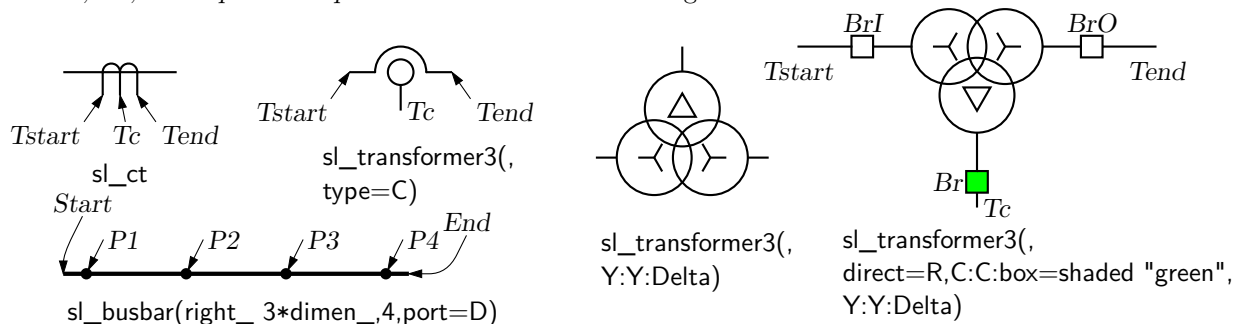 BrI
BrO
Tstart
Tend
Tstart
Tc
Tend
Tstart
Tc
Tend
sl_ct
sl_transformer3(,
type=C)
Br
Tc
Start
P1
P2
P3
P4
End
sl_busbar(right_ 3*dimen_,4,port=D)
sl_transformer3(,
Y:Y:Delta)
sl_transformer3(,
direct=R,C:C:box=shaded "green",
Y:Y:Delta)